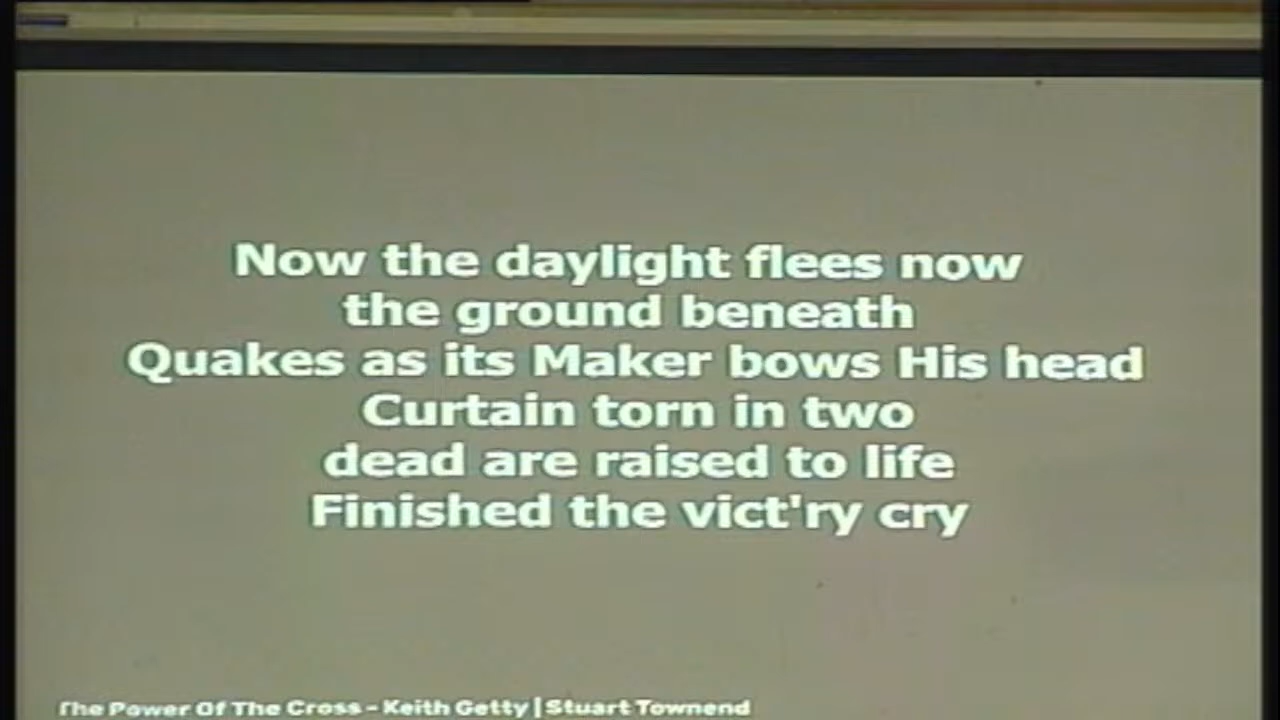 Now the daylight flees now
the ground beneath
Quakes as its Maker bows His head
Curtain torn in two
dead are raised to life
Finished the vict'ry cry
The Power Of The Cross - Keith Getty | Stuart Townend